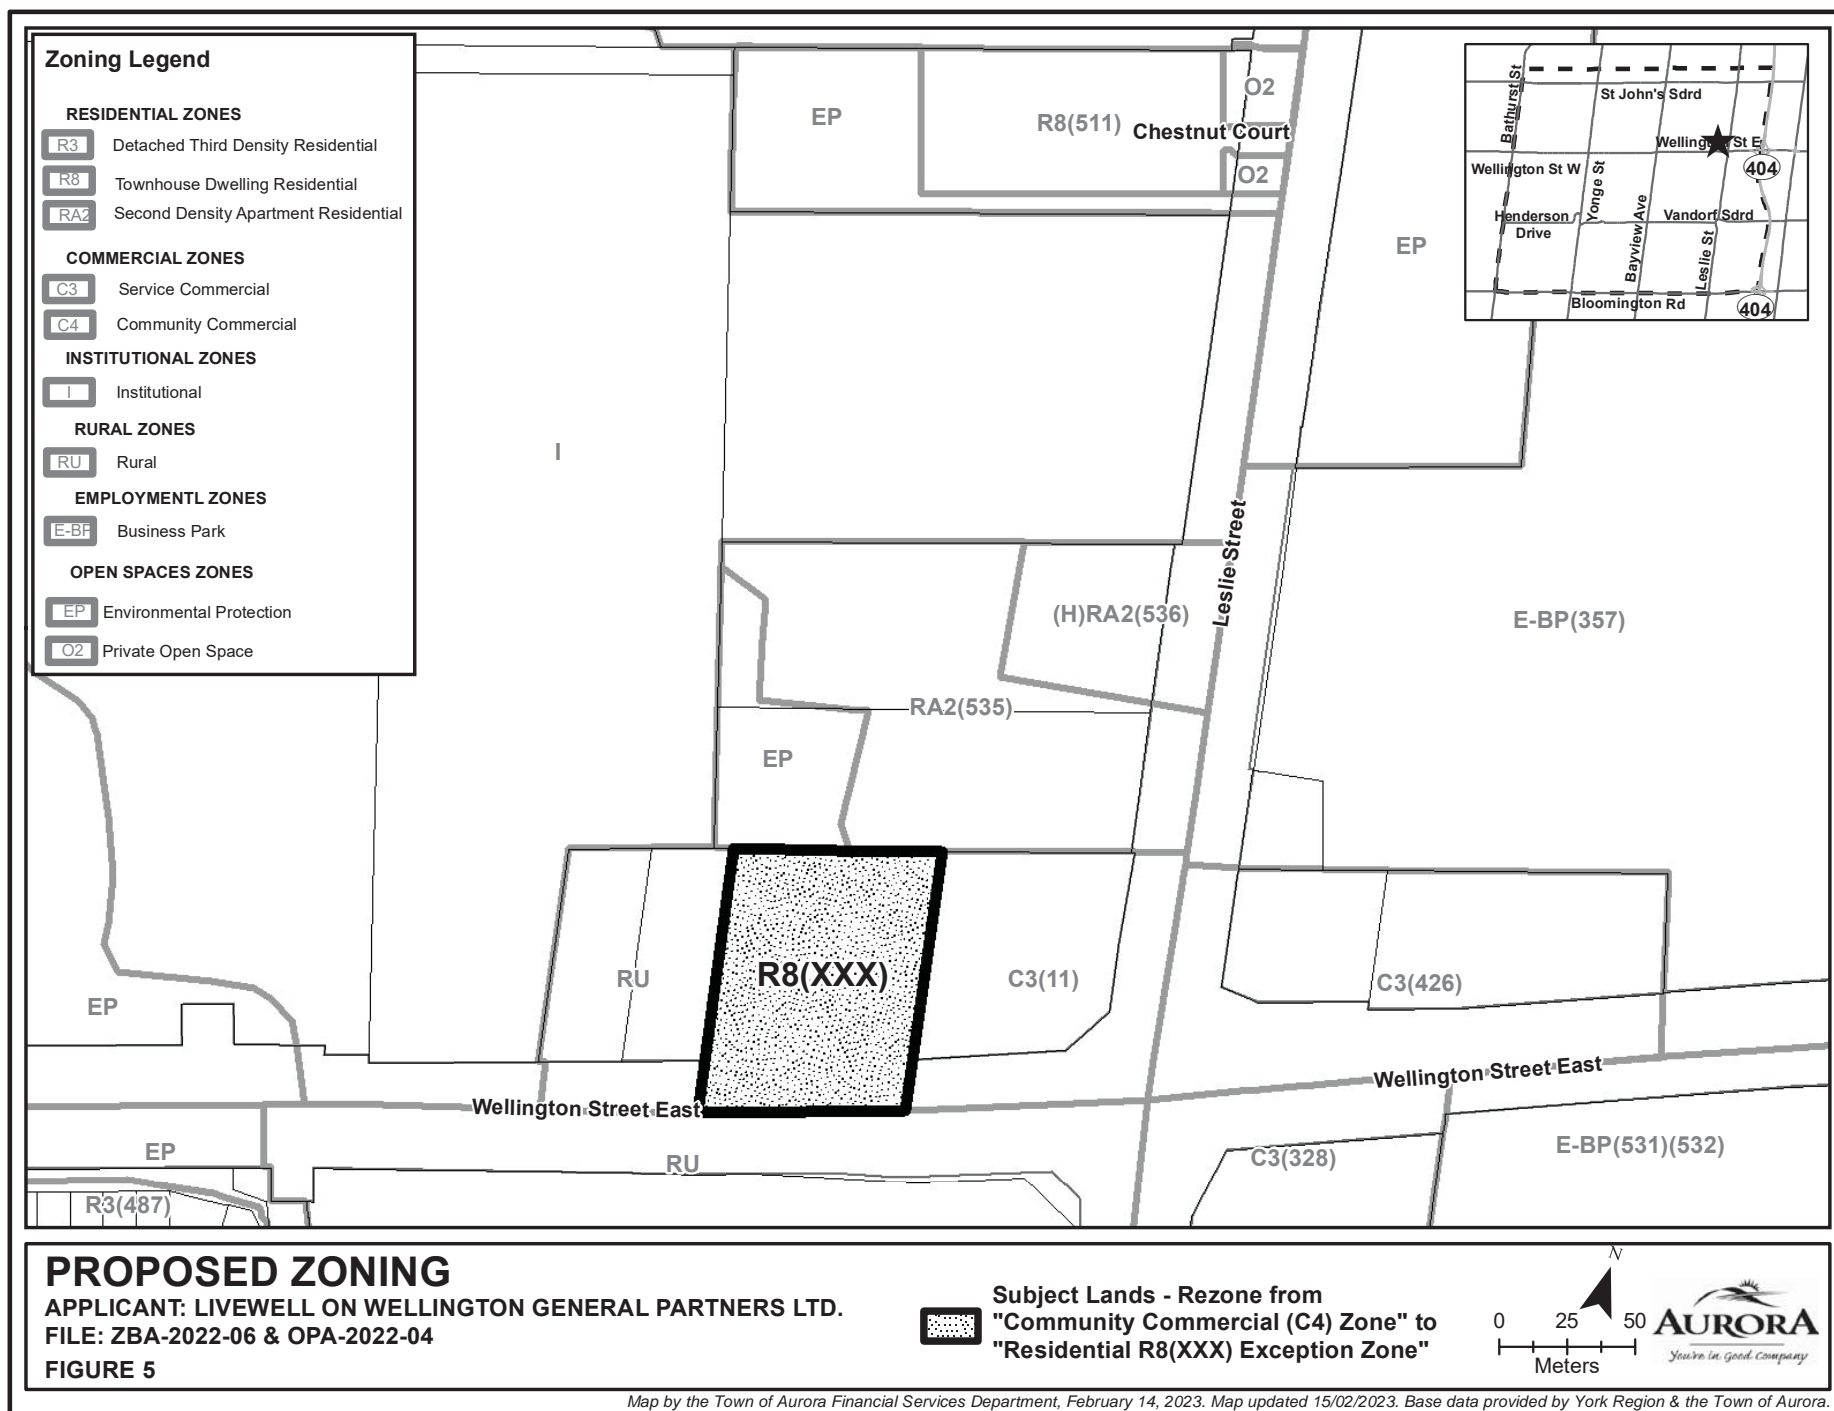 Zoning Legend
RESIDENTIAL ZONES
R3 Detached Third Density Residential
R8 Townhouse Dwelling Residential
RA2 Second Density Apartment Residential
COMMERCIAL ZONES
C3 Service Commercial
C4 Community Commercial
INSTITUTIONAL ZONES
I Institutional
RURAL ZONES
RU Rural
EMPLOYMENTL ZONES
E-BP Business Park
OPEN SPACES ZONES
EP Environmental Protection
O2 Private Open Space
EP
R8(511)
O2
Chestnut Court
O2
EP
Bathurst St
St John's Sdrd
Wellington St E
404
Wellington St W
Yonge St
Henderson
Drive
Bayview Ave
Vandorf Sdrd
Leslie St
Bloomington Rd
404
I
Leslie Street
(H)RA2(536)
E-BP(357)
RA2(535)
EP
RU
R8(XXX)
C3(11)
C3(426)
EP
Wellington Street East
Wellington Street East
EP
RU
C3(328)
E-BP(531)(532)
R3(487)
PROPOSED ZONING
APPLICANT: LIVEWELL ON WELLINGTON GENERAL PARTNERS LTD.
FILE: ZBA-2022-06 & OPA-2022-04
FIGURE 5
Subject Lands - Rezone from
"Community Commercial (C4) Zone" to
"Residential R8(XXX) Exception Zone"
N
0 25 50
Meters
AURORA
You're in Good Company
Map by the Town of Aurora Financial Services Department, February 14, 2023. Map updated 15/02/2023. Base data provided by York Region & the Town of Aurora.